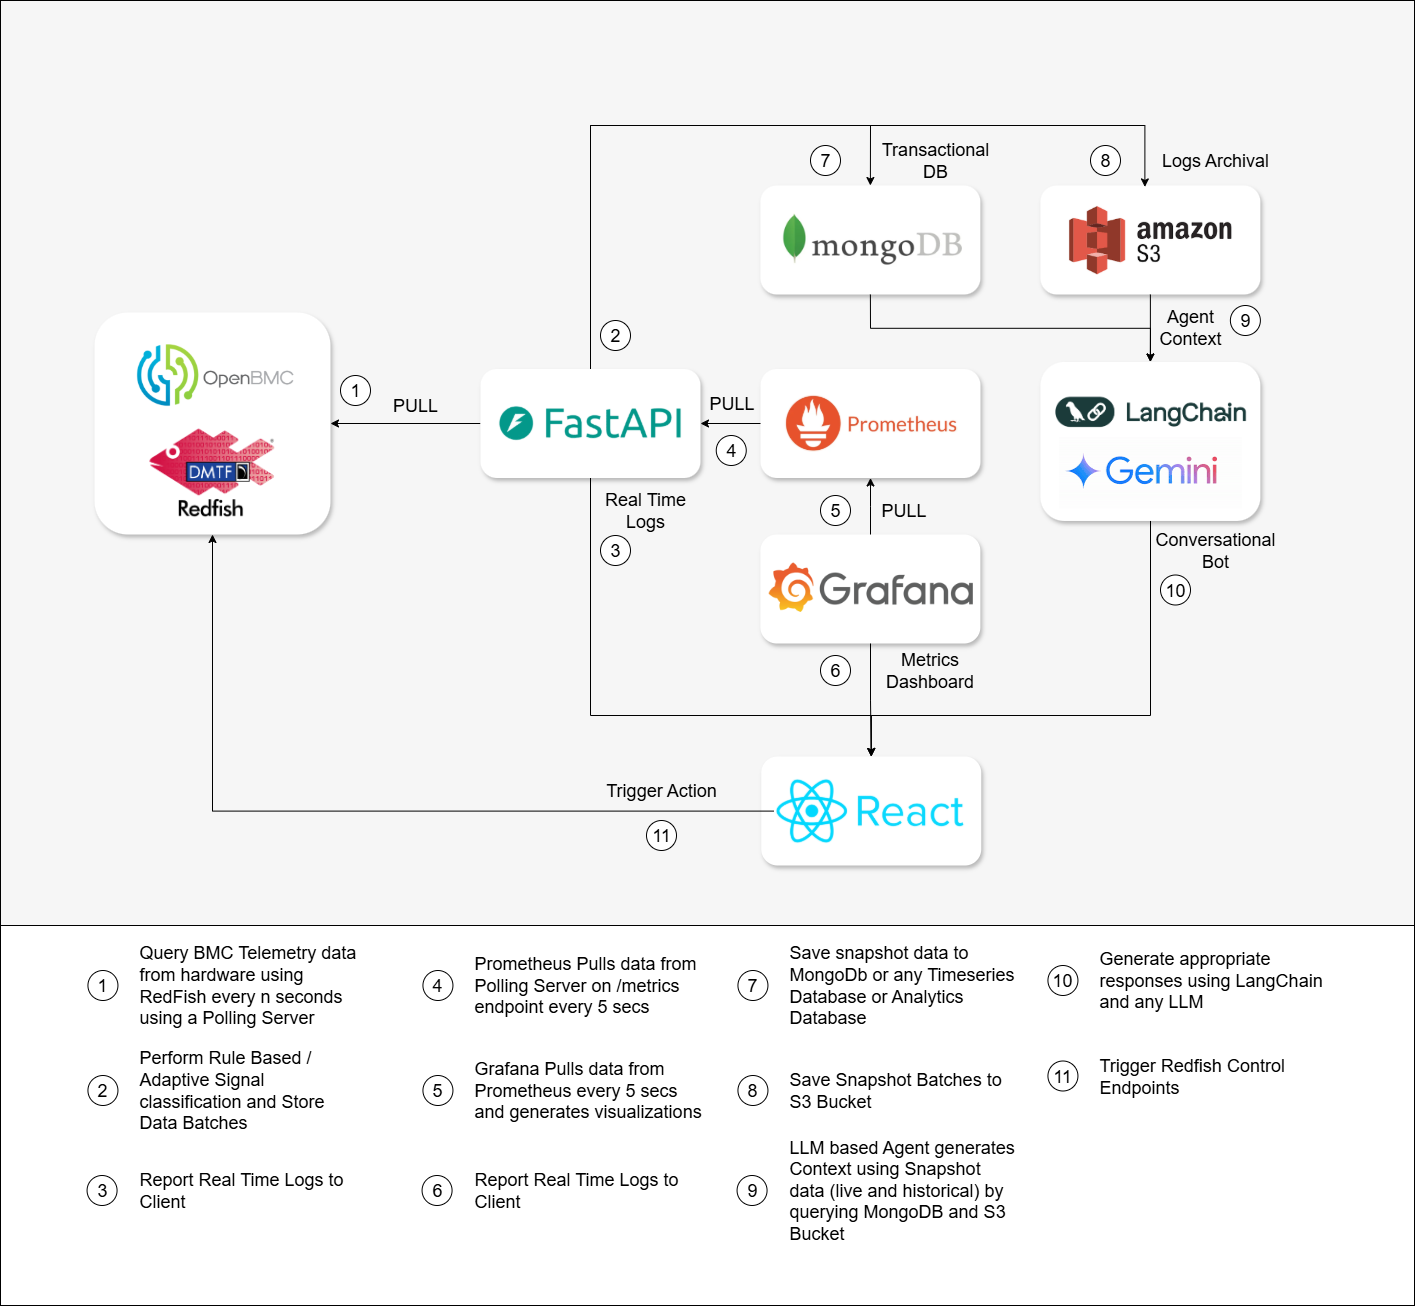 7
Transactional
DB
8
Logs Archival
mongoDB
amazon
S3
2
Agent
Context
9
OpenBMC
DMTF
Redfish
1
PULL
FastAPI
PULL
4
Prometheus
LangChain
Gemini
Real Time
Logs
3
5
PULL
Conversational
Bot
10
Grafana
6
Metrics
Dashboard
React
Trigger Action
11
1
Query BMC Telemetry data
from hardware using
RedFish every n seconds
using a Polling Server
2
Perform Rule Based /
Adaptive Signal
classification and Store
Data Batches
3
Report Real Time Logs to
Client
4
Prometheus Pulls data from
Polling Server on /metrics
endpoint every 5 secs
5
Grafana Pulls data from
Prometheus every 5 secs
and generates visualizations
6
Report Real Time Logs to
Client
7
Save snapshot data to
MongoDb or any Timeseries
Database or Analytics
Database
8
Save Snapshot Batches to
S3 Bucket
9
LLM based Agent generates
Context using Snapshot
data (live and historical) by
querying MongoDB and S3
Bucket
10
Generate appropriate
responses using LangChain
and any LLM
11
Trigger Redfish Control
Endpoints